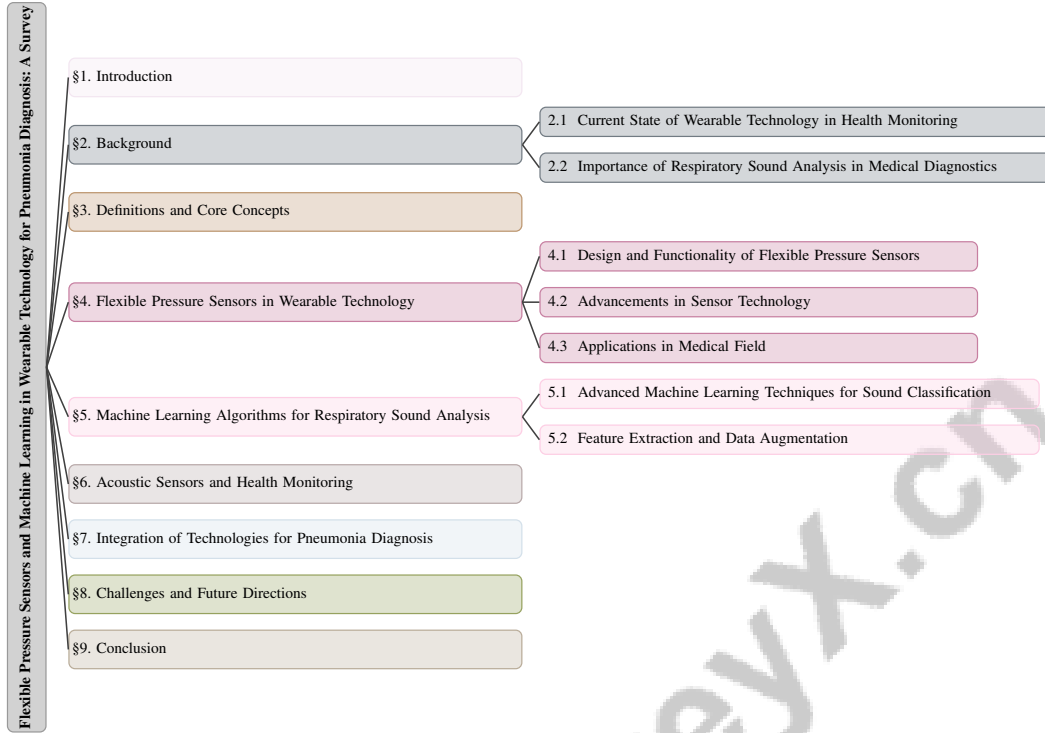 Flexible Pressure Sensors and Machine Learning in Wearable Technology for Pneumonia Diagnosis: A Survey
§1. Introduction
§2. Background
2.1 Current State of Wearable Technology in Health Monitoring
2.2 Importance of Respiratory Sound Analysis in Medical Diagnostics
§3. Definitions and Core Concepts
§4. Flexible Pressure Sensors in Wearable Technology
4.1 Design and Functionality of Flexible Pressure Sensors
4.2 Advancements in Sensor Technology
4.3 Applications in Medical Field
§5. Machine Learning Algorithms for Respiratory Sound Analysis
5.1 Advanced Machine Learning Techniques for Sound Classification
5.2 Feature Extraction and Data Augmentation
§6. Acoustic Sensors and Health Monitoring
§7. Integration of Technologies for Pneumonia Diagnosis
§8. Challenges and Future Directions
§9. Conclusion
eyx.cn